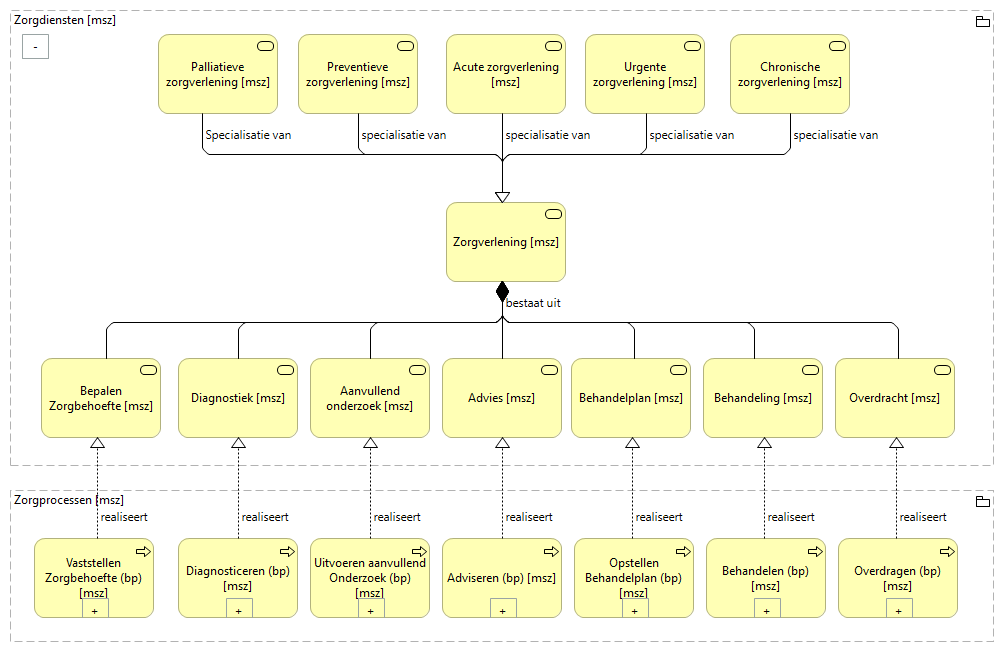 Zorgdiensten [msz]
-
Palliatieve
zorgverlening [msz]
Preventieve
zorgverlening [msz]
Acute zorgverlening
[msz]
Urgente
zorgverlening [msz]
Chronische
zorgverlening [msz]
Specialisatie van
specialisatie van
specialisatie van
specialisatie van
specialisatie van
Zorgverlening [msz]
bestaat uit
Bepalen
Zorgbehoefte [msz]
Diagnostiek [msz]
Aanvullend
onderzoek [msz]
Advies [msz]
Behandelplan [msz]
Behandeling [msz]
Overdracht [msz]
Zorgprocessen [msz]
realiseert
realiseert
realiseert
realiseert
realiseert
realiseert
realiseert
Vaststellen
Zorgbehoefte (bp)
[msz]
+
Diagnosticeren (bp)
[msz]
+
Uitvoeren aanvullend
Onderzoek (bp)
[msz]
+
Adviseren (bp) [msz]
+
Opstellen
Behandelplan (bp)
[msz]
+
Behandelen (bp)
[msz]
+
Overdragen (bp)
[msz]
+